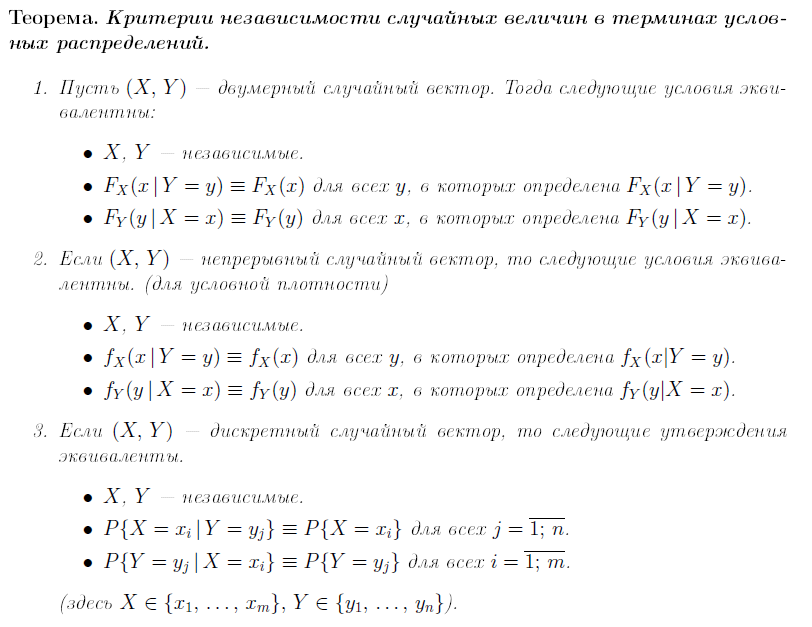 Теорема. Критерии независимости случайных величин в терминах услов-
ных распределений.
1. Пусть (X, Y) — двумерный случайный вектор. Тогда следующие условия экви-
валентны:
• X, Y — независимые.
• F_X(x | Y = y) ≡ F_X(x) для всех y, в которых определена F_X(x | Y = y).
• F_Y(y | X = x) ≡ F_Y(y) для всех x, в которых определена F_Y(y | X = x).
2. Если (X, Y) — непрерывный случайный вектор, то следующие условия эквива-
лентны. (для условной плотности)
• X, Y — независимые.
• f_X(x | Y = y) ≡ f_X(x) для всех y, в которых определена f_X(x|Y = y).
• f_Y(y | X = x) ≡ f_Y(y) для всех x, в которых определена f_Y(y|X = x).
3. Если (X, Y) — дискретный случайный вектор, то следующие утверждения
эквиваленты.
• X, Y — независимые.
• P{X = x_i | Y = y_j} ≡ P{X = x_i} для всех j = \overline{1; n}.
• P{Y = y_j | X = x_i} ≡ P{Y = y_j} для всех i = \overline{1; m}.
(здесь X ∈ {x_1, ..., x_m}, Y ∈ {y_1, ..., y_n}).